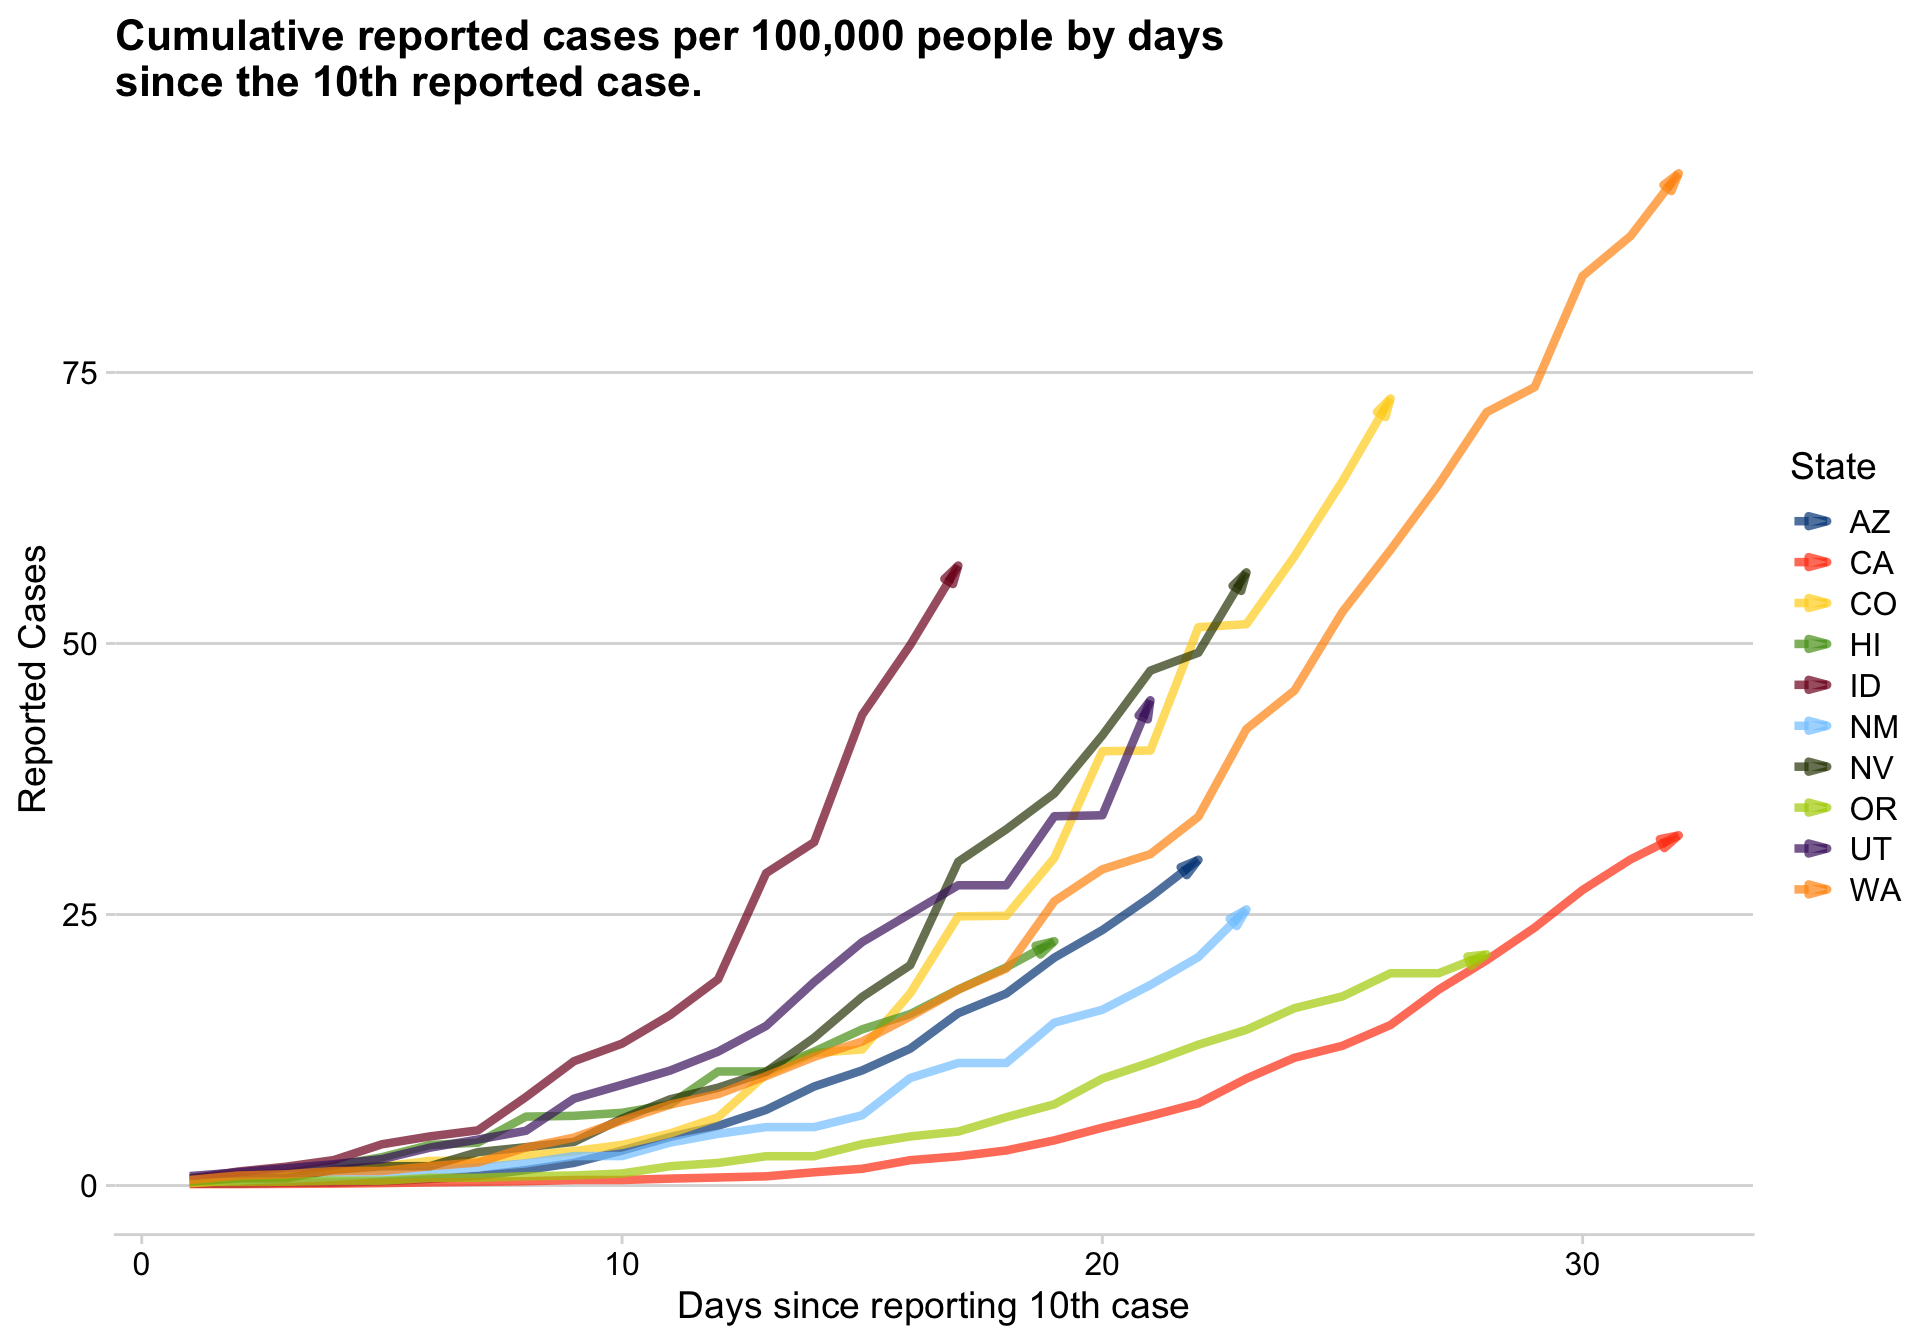 Cumulative reported cases per 100,000 people by days
since the 10th reported case.
75
50
25
0
Reported Cases
0 10 20 30
Days since reporting 10th case
State
AZ
CA
CO
HI
ID
NM
NV
OR
UT
WA